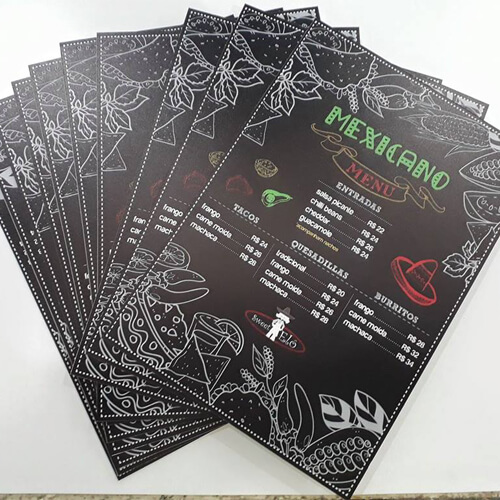 MEXICANO
MENU
ENTRADAS
salsa picante R$ 22
chili beans R$ 24
cheddar R$ 26
guacamole R$ 24
acompanham nachos
TACOS
frango R$ 24
carne moída R$ 26
machaca R$ 28
QUESADILLAS
tradicional R$ 20
frango R$ 24
carne moída R$ 26
machaca R$ 28
BURRITOS
frango R$ 28
carne moída R$ 32
machaca R$ 34